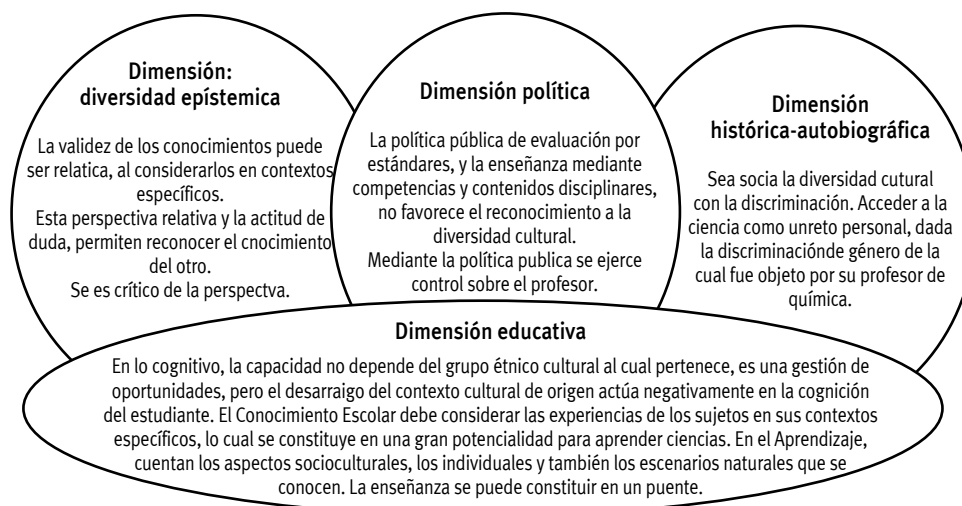 Dimensión:
diversidad epístemica
La validez de los conocimientos puede
ser relatica, al considerarlos en contextos
específicos.
Esta perspectiva relativa y la actitud de
duda, permiten reconocer el cnocimiento
del otro.
Se es crítico de la perspectva.
Dimensión política
La política pública de evaluación por
estándares, y la enseñanza mediante
competencias y contenidos disciplinares,
no favorece el reconocimiento a la
diversidad cultural.
Mediante la política publica se ejerce
control sobre el profesor.
Dimensión
histórica-autobiográfica
Sea socia la diversidad cutural
con la discriminación. Acceder a la
ciencia como unreto personal, dada
la discriminaciónde género de la
cual fue objeto por su profesor de
química.
Dimensión educativa
En lo cognitivo, la capacidad no depende del grupo étnico cultural al cual pertenece, es una gestión de
oportunidades, pero el desarraigo del contexto cultural de origen actúa negativamente en la cognición
del estudiante. El Conocimiento Escolar debe considerar las experiencias de los sujetos en sus contextos
específicos, lo cual se constituye en una gran potencialidad para aprender ciencias. En el Aprendizaje,
cuentan los aspectos socioculturales, los individuales y también los escenarios naturales que se
conocen. La enseñanza se puede constituir en un puente.